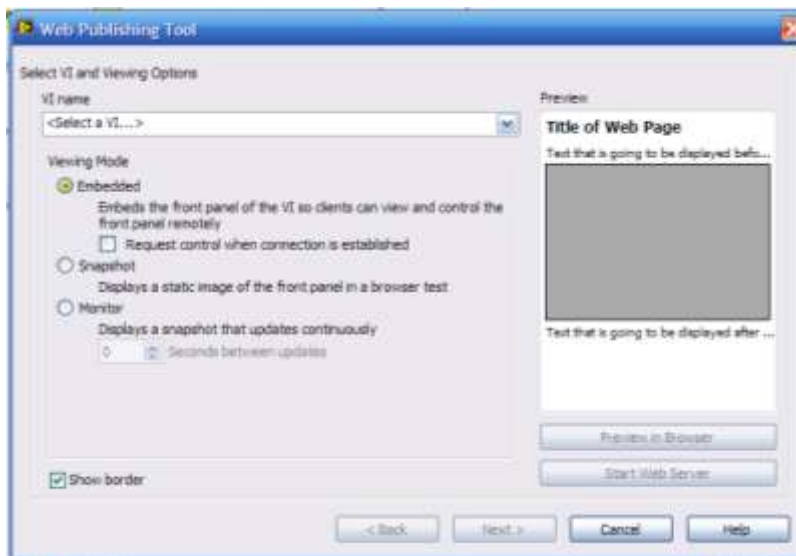 Web Publishing Tool
Select VI and Viewing Options
VI name
<Select a VI...>
Viewing Mode
Embedded
Embeds the front panel of the VI so clients can view and control the
front panel remotely
Request control when connection is established
Snapshot
Displays a static image of the front panel in a browser test
Monitor
Displays a snapshot that updates continuously
0 Seconds between updates
Show border
Preview
Title of Web Page
Text that is going to be displayed befo...
Text that is going to be displayed after ...
Preview in Browser
Start Web Server
< Back Next > Cancel Help